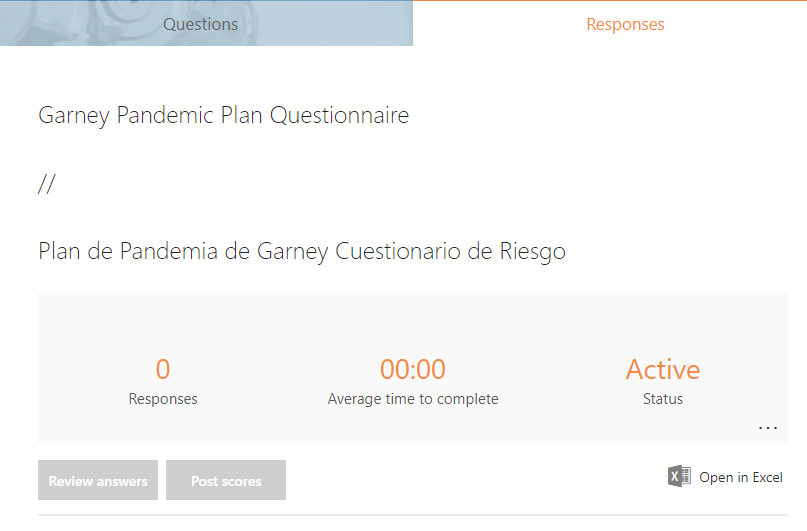 Questions
Responses
Garney Pandemic Plan Questionnaire
//
Plan de Pandemia de Garney Cuestionario de Riesgo
0
00:00
Active
Responses
Average time to complete
Status
...
Review answers
Post scores
Open in Excel